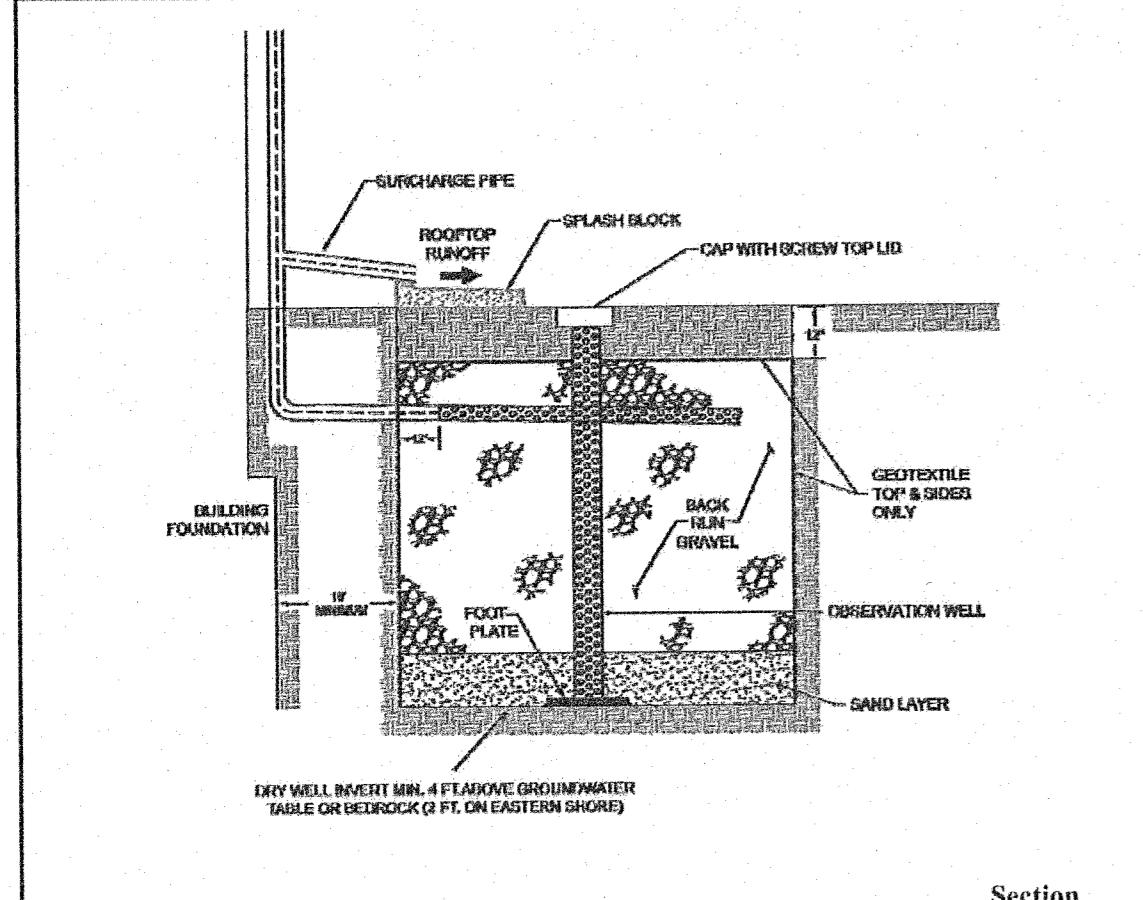 SURCHARGE PIPE
SPLASH BLOCK
ROOFTOP
RUNOFF
CAP WITH SCREW TOP LID
12"
12"
GEOTEXTILE
TOP & SIDES
ONLY
BUILDING
FOUNDATION
BACK
RUN
GRAVEL
MINIMUM
FOOT-
PLATE
OBSERVATION WELL
SAND LAYER
DRY WELL INVERT MIN. 4 FT. ABOVE GROUNDWATER
TABLE OR BEDROCK (2 FT. ON EASTERN SHORE)
Section